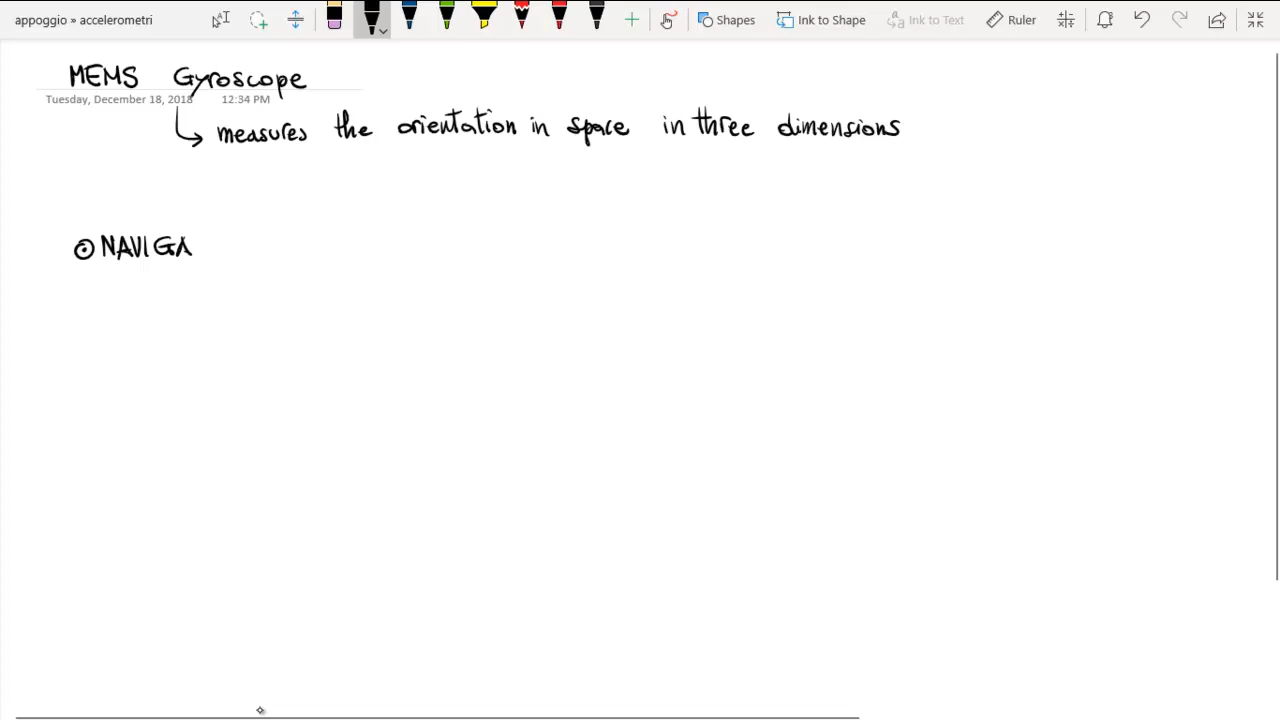 appoggio » accelerometri
Shapes
Ink to Shape
Ink to Text
Ruler
MEMS Gyroscope
Tuesday, December 18, 2018 12:34 PM
measures the orientation in space in three dimensions
NAVIGA